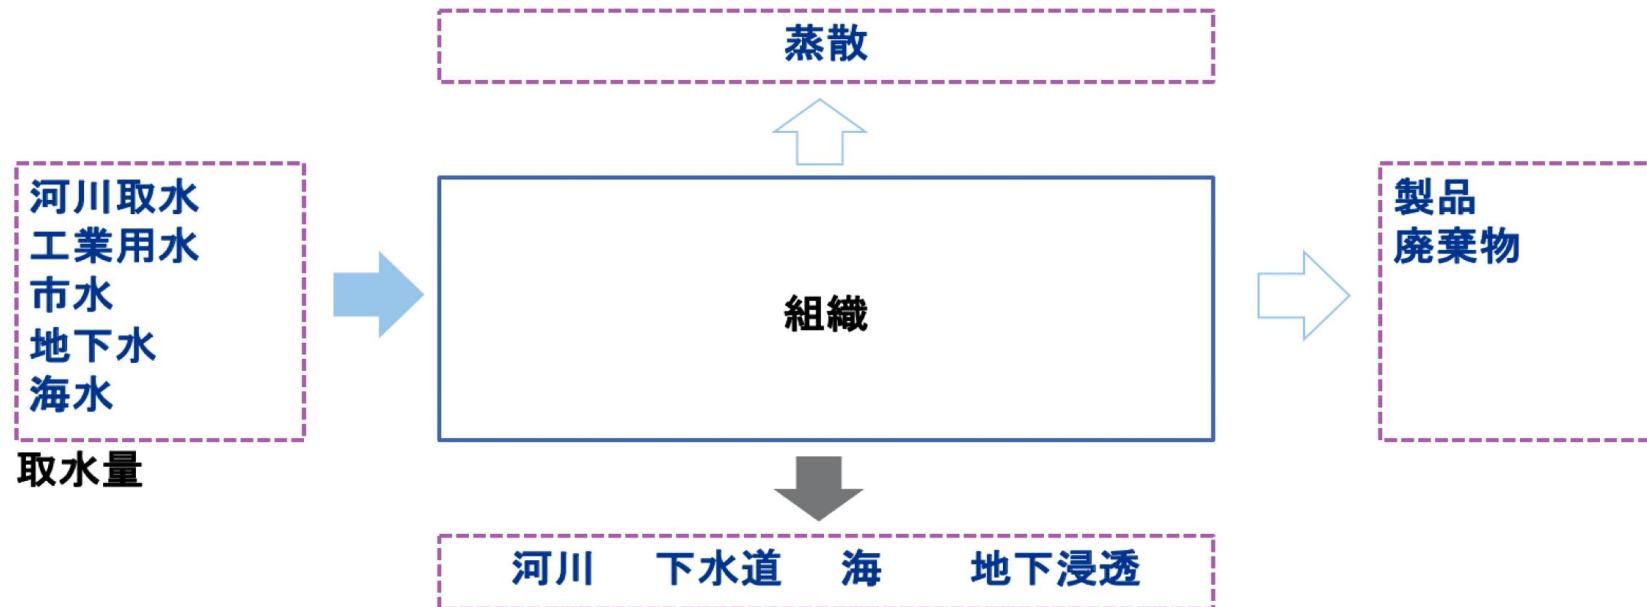 蒸散
河川取水
工業用水
市水
地下水
海水
取水量
組織
製品
廃棄物
河川 下水道 海 地下浸透